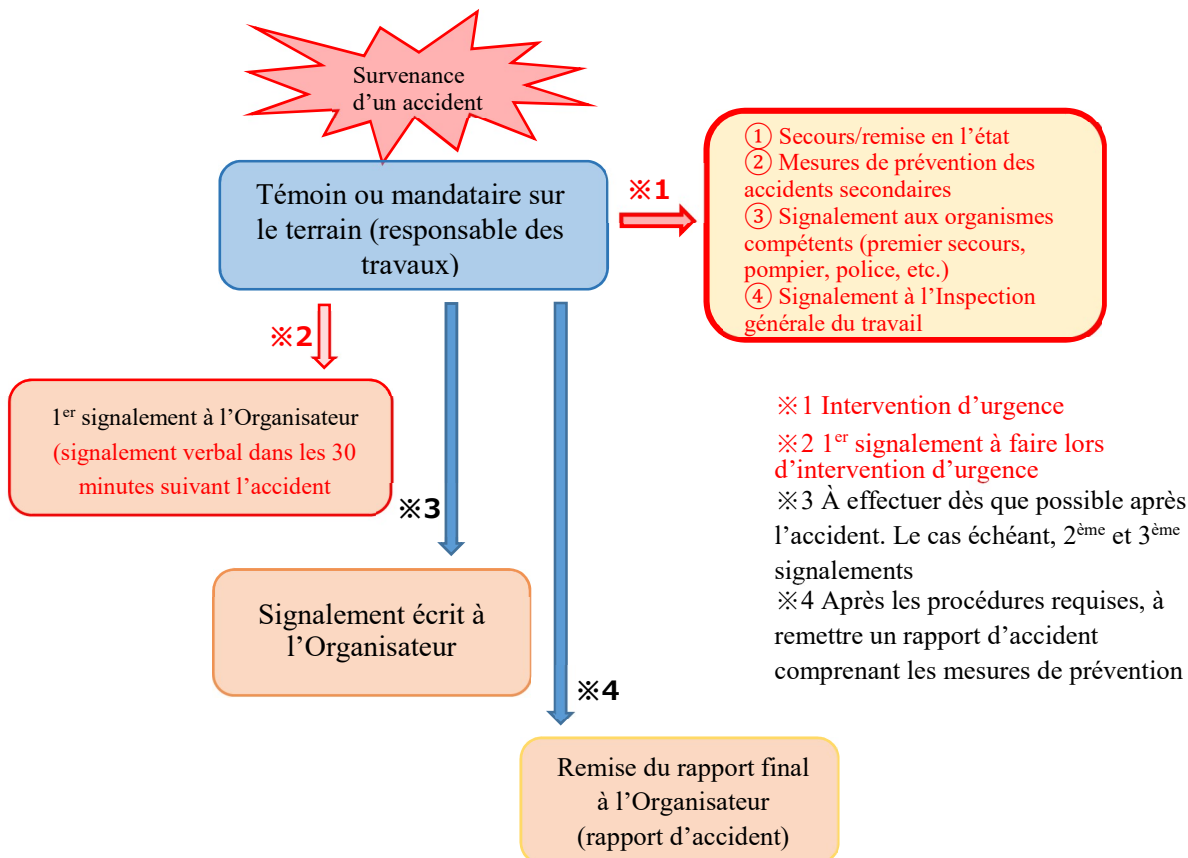 Survenance
d’un accident
Témoin ou mandataire sur
le terrain (responsable des
travaux)
※1
① Secours/remise en l’état
② Mesures de prévention des
accidents secondaires
③ Signalement aux organismes
compétents (premier secours,
pompier, police, etc.)
④ Signalement à l’Inspection
générale du travail
※2
1er signalement à l’Organisateur
(signalement verbal dans les 30
minutes suivant l’accident
※1 Intervention d’urgence
※2 1er signalement à faire lors
d’intervention d’urgence
※3 À effectuer dès que possible après
l’accident. Le cas échéant, 2ème et 3ème
signalements
※4 Après les procédures requises, à
remettre un rapport d’accident
comprenant les mesures de prévention
※3
Signalement écrit à
l’Organisateur
※4
Remise du rapport final
à l’Organisateur
(rapport d’accident)